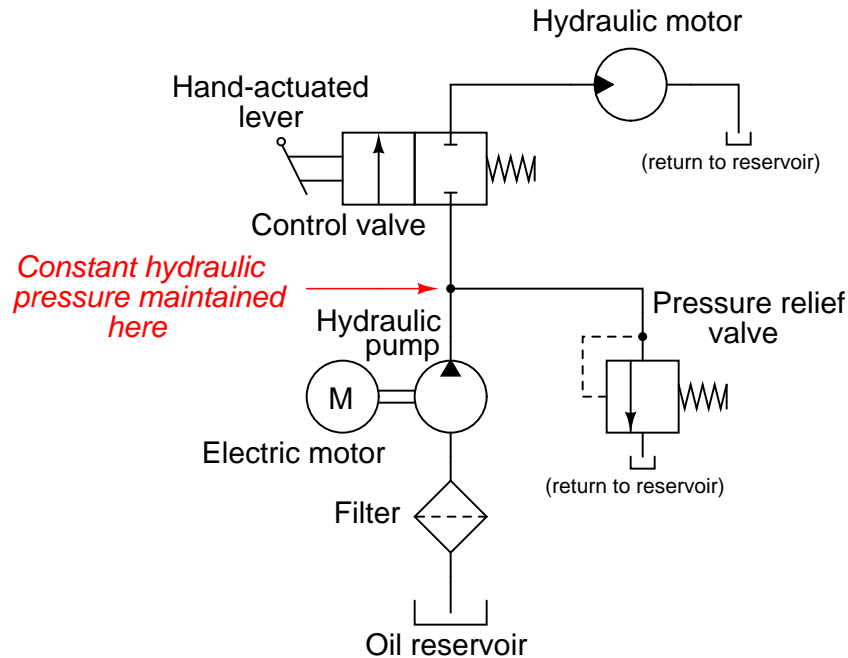 Hydraulic motor
Hand-actuated
lever
(return to reservoir)
Control valve
Constant hydraulic
pressure maintained
here
Hydraulic
pump
Pressure relief
valve
M
Electric motor
(return to reservoir)
Filter
Oil reservoir